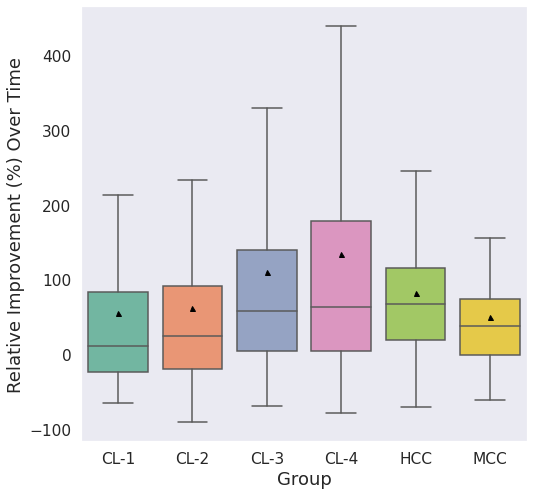 Relative Improvement (%) Over Time
400
300
200
100
0
−100
CL-1 CL-2 CL-3 CL-4 HCC MCC
Group